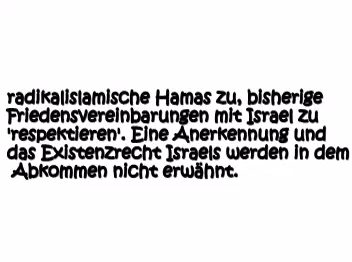 radikalislamische Hamas zu, bisherige
Friedensvereinbarungen mit Israel zu
'respektieren'. Eine Anerkennung und
das Existenzrecht Israels werden in dem
Abkommen nicht erwähnt.